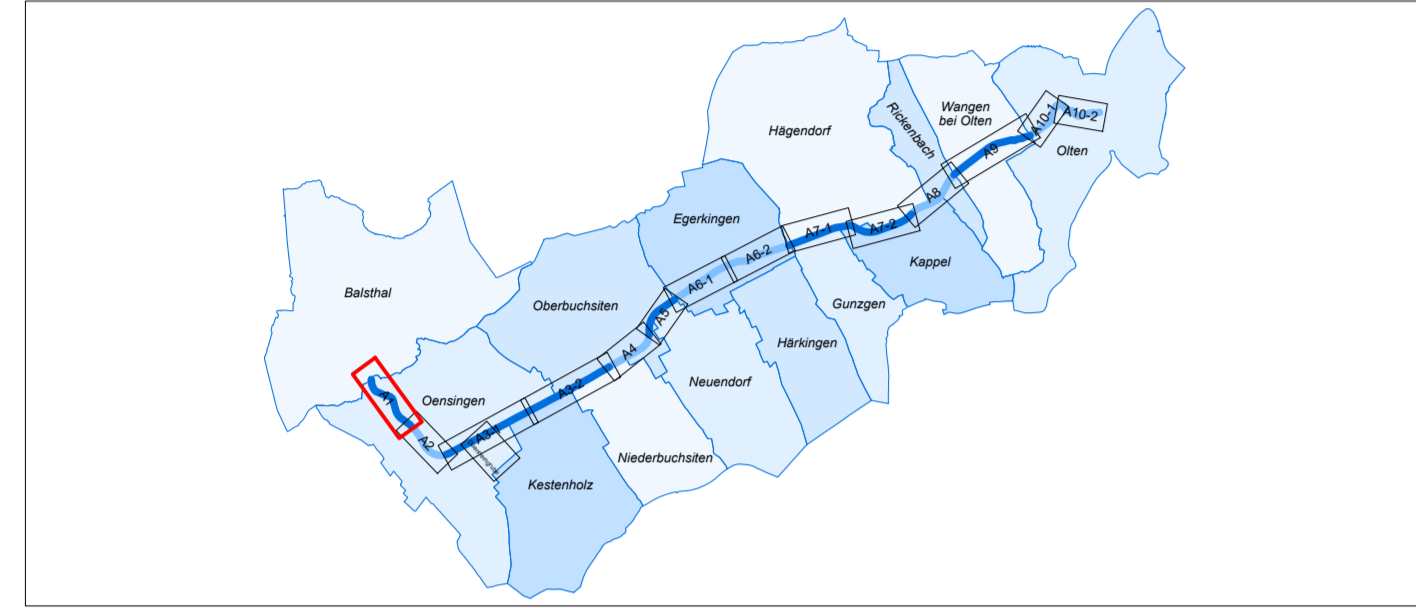 Hägendorf
Rickenbach
Wangen
bei Olten
A10-1
A10-2
Olten
A9
A8
Egerkingen
A7-1
A7-2
A6-2
A6-1
Kappel
Balsthal
Oberbuchsiten
A5
Gunzgen
Härkingen
A4
Neuendorf
A3-2
Oensingen
A1
A2
A3-1
Niederbuchsiten
Kestenholz